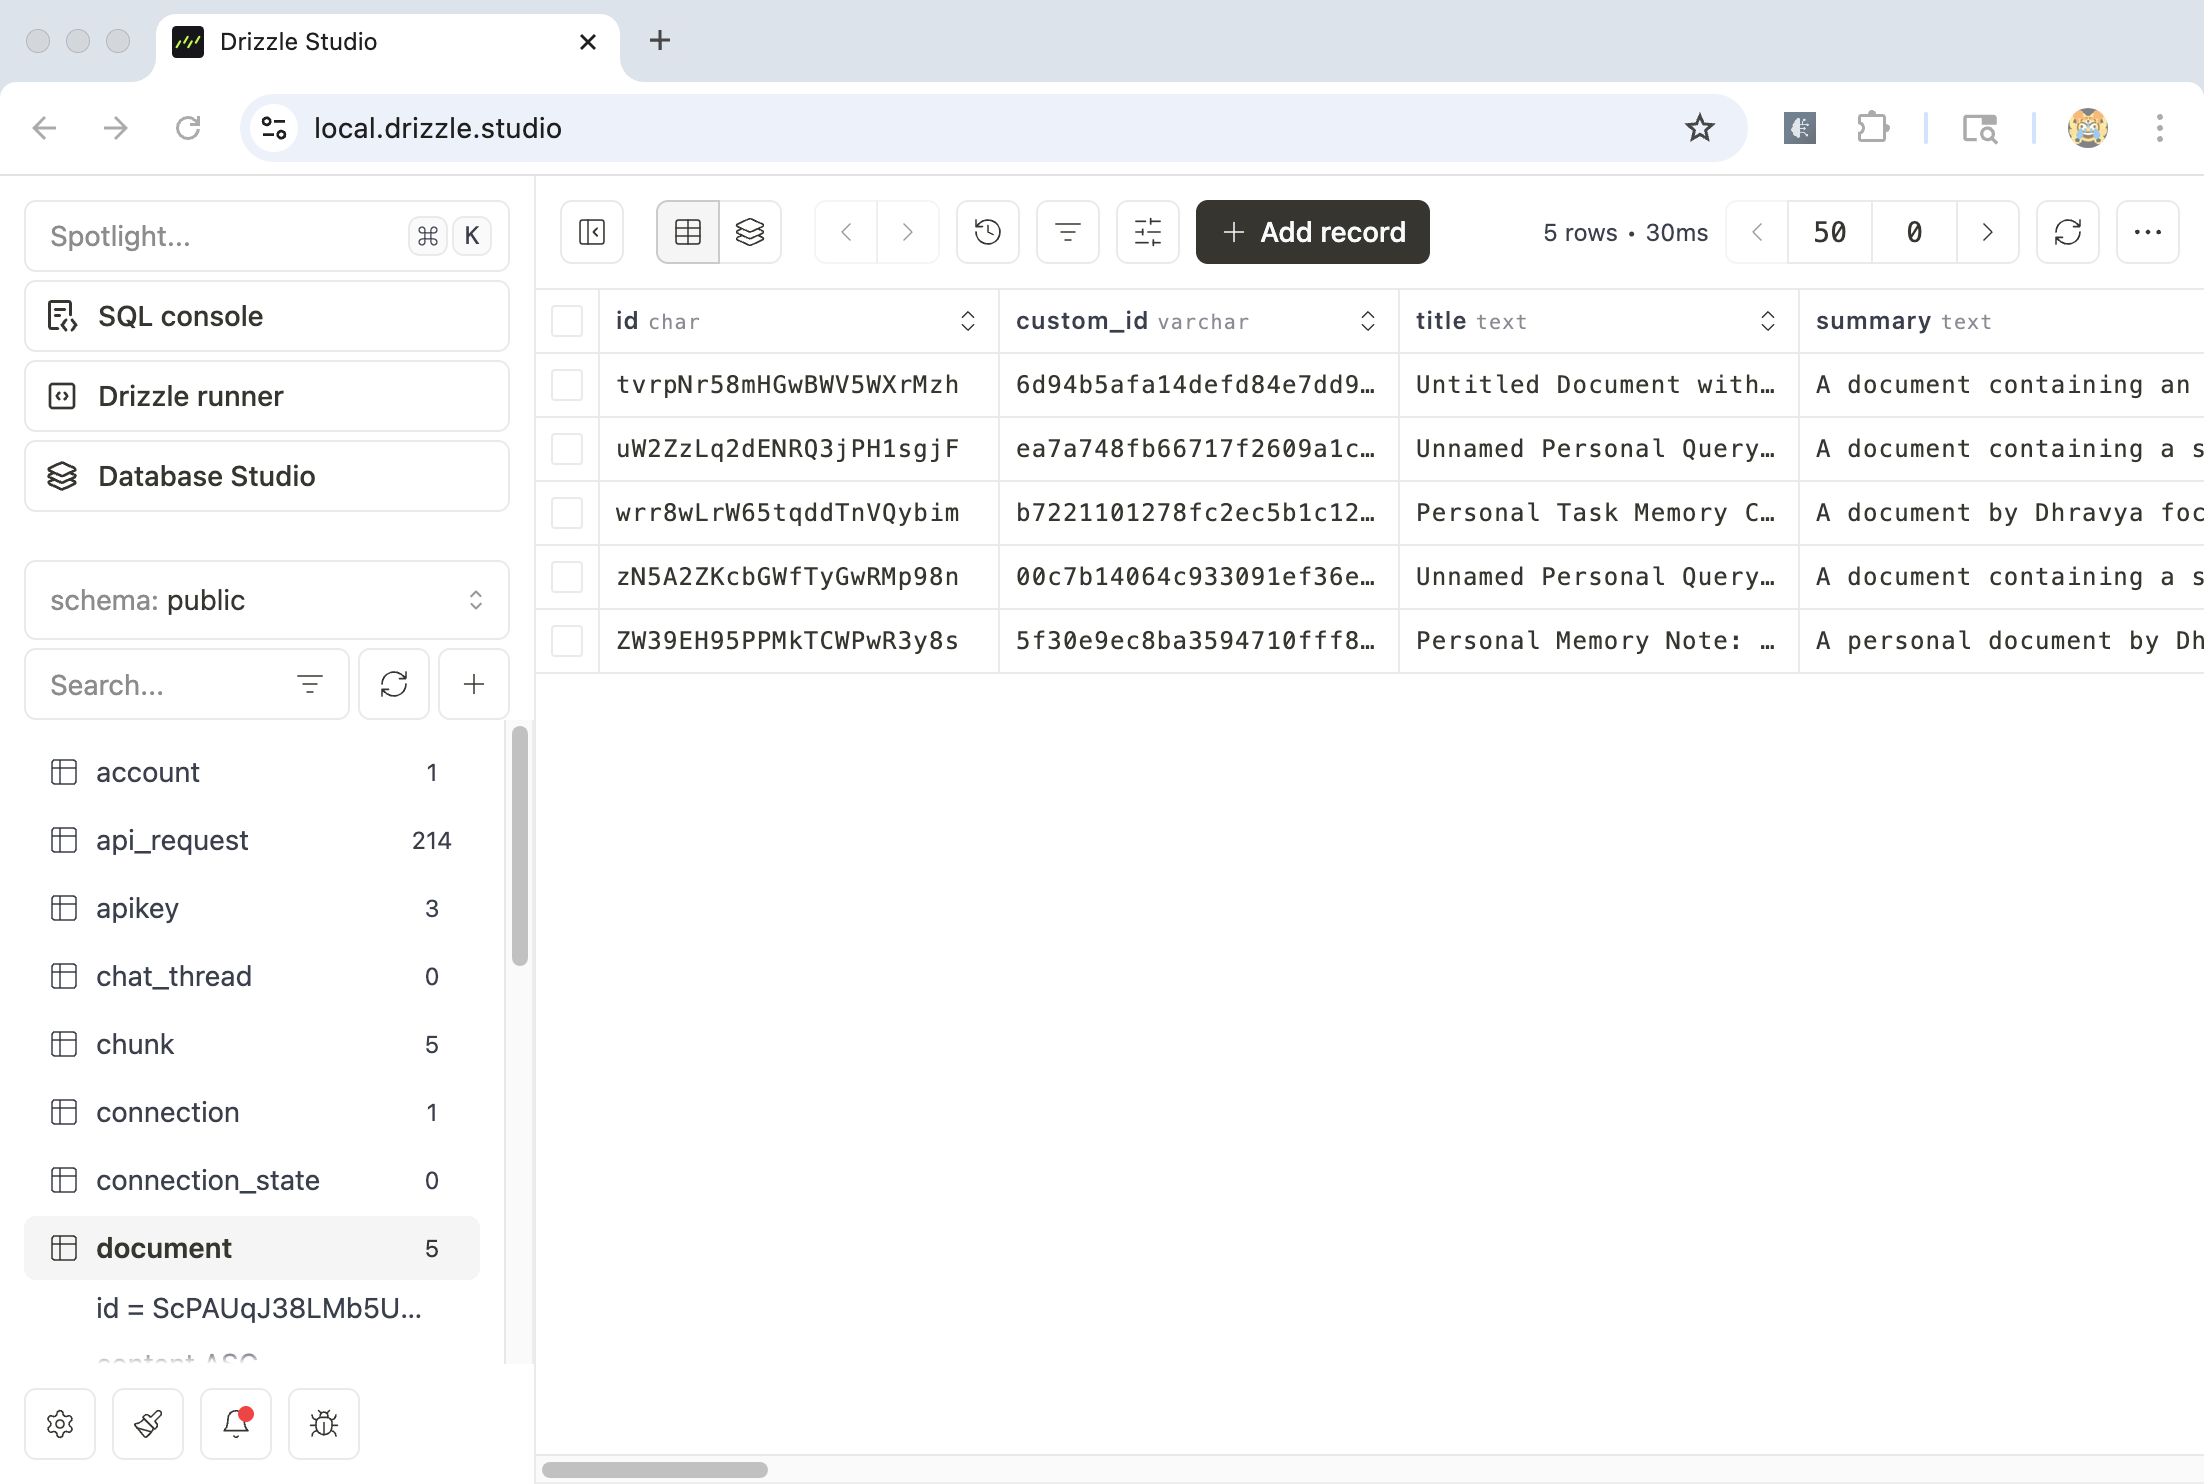 Drizzle Studio
local.drizzle.studio
Spotlight...
⌘ K
SQL console
Drizzle runner
Database Studio
schema: public
Search...
account 1
api_request 214
apikey 3
chat_thread 0
chunk 5
connection 1
connection_state 0
document 5
id = ScPAUqJ38LMb5U...
content ASC
+ Add record
5 rows • 30ms
50
0
id char
custom_id varchar
title text
summary text
tvrpNr58mHGwBWV5WXrMzh 6d94b5afa14defd84e7dd9… Untitled Document with… A document containing an
uW2ZzLq2dENRQ3jPH1sgjF ea7a748fb66717f2609a1c… Unnamed Personal Query… A document containing a s
wrr8wLrW65tqddTnVQybim b7221101278fc2ec5b1c12… Personal Task Memory C… A document by Dhravya foc
zN5A2ZKcbGWfTyGwRMp98n 00c7b14064c933091ef36e… Unnamed Personal Query… A document containing a s
ZW39EH95PPMkTCWPwR3y8s 5f30e9ec8ba3594710fff8… Personal Memory Note: … A personal document by Dh